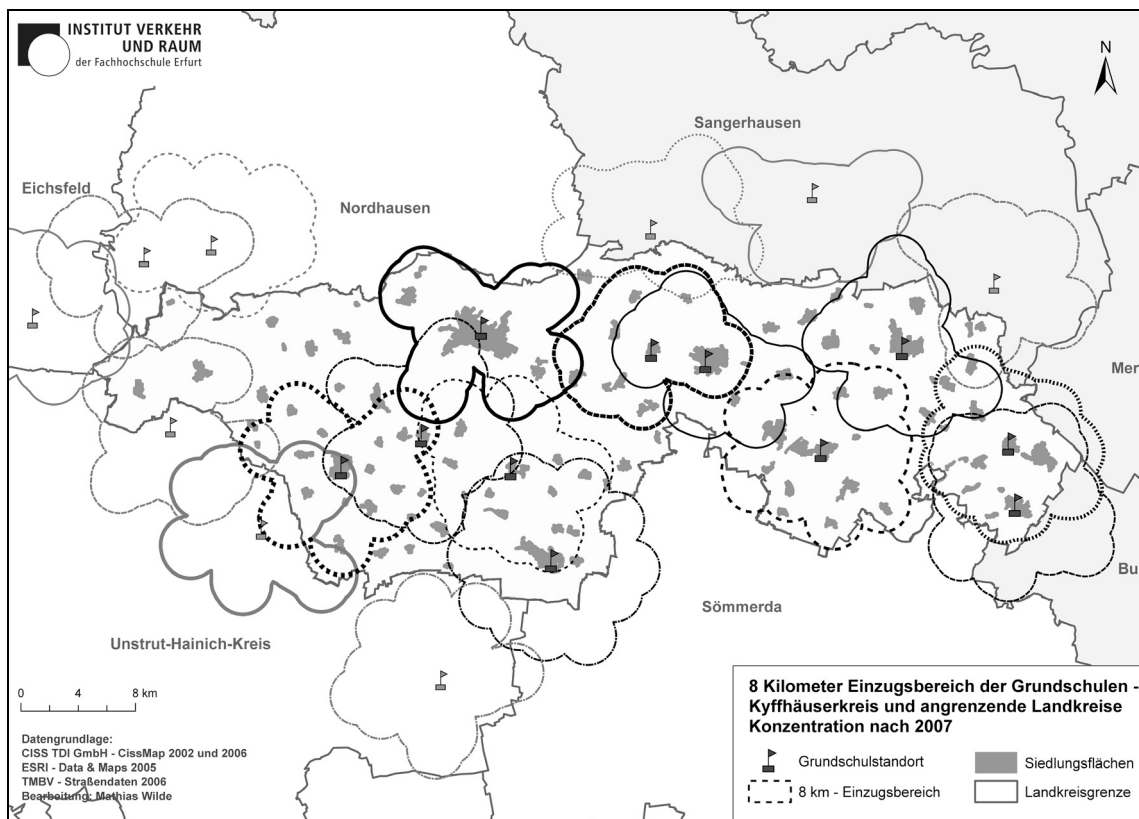 INSTITUT VERKEHR
UND RAUM
der Fachhochschule Erfurt
N
Sangerhausen
Eichsfeld
Nordhausen
Mer
Bu
Sömmerda
Unstrut-Hainich-Kreis
0 4 8 km
Datengrundlage:
CISS TDI GmbH - CissMap 2002 und 2006
ESRI - Data & Maps 2005
TMBV - Straßendaten 2006
Bearbeitung: Mathias Wilde
8 Kilometer Einzugsbereich der Grundschulen -
Kyffhäuserkreis und angrenzende Landkreise
Konzentration nach 2007
Grundschulstandort
Siedlungsflächen
8 km - Einzugsbereich
Landkreisgrenze